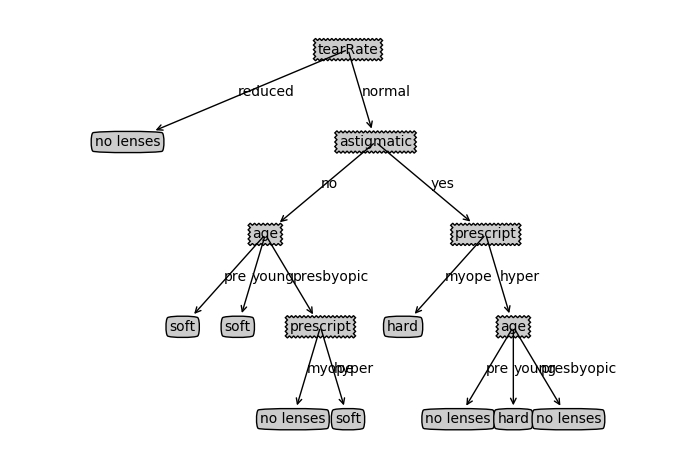 tearRate
reduced normal
no lenses astigmatic
no yes
age prescript
pre young presbyopic myope hyper
soft soft prescript hard age
myope hyper pre young presbyopic
no lenses soft no lenses hard no lenses